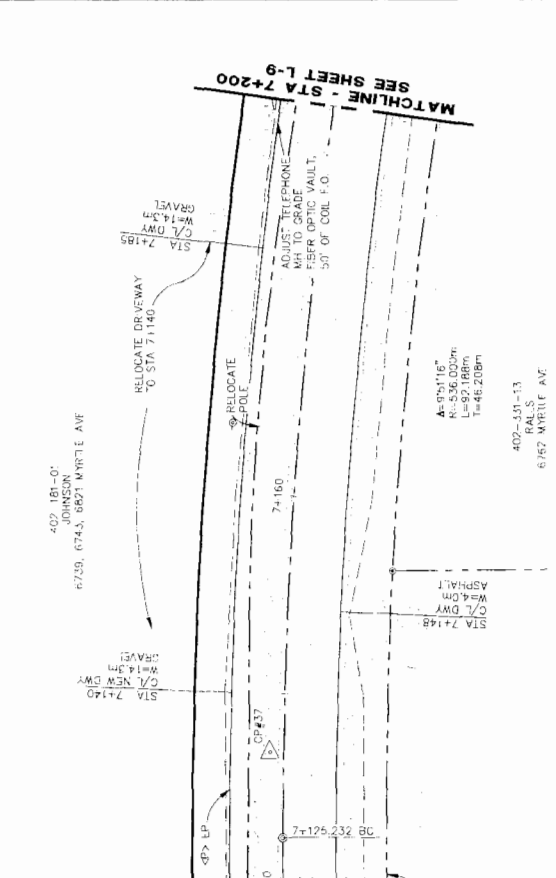 MATCHLINE - STA 7+200
SEE SHEET L-9
STA 7+185
C/L DWY
W=14.3m
GRAVEL
ADJUST TELEPHONE
MH TO GRADE
FIBER OPTIC VAULT,
50' OF COIL F.O.
RELOCATE DRIVEWAY
TO STA 7+140
RELOCATE
POLE
402 181-01
JOHNSON
6739, 6743, 6821 MYRTLE AVE
7+160
Δ=9°51'16"
R=536.000m
L=92.188m
T=46.208m
402-331-13
RALLS
6762 MYRTLE AVE
STA 7+148
C/L DWY
W=4.0m
ASPHALT
STA 7+140
C/L NEW DWY
W=14.3m
GRAVEL
CP#37
7+125.232 BC
EP